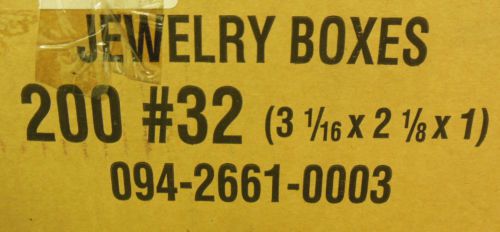 JEWELRY BOXES
200 #32 (3 1/16 x 2 1/8 x 1)
094-2661-0003